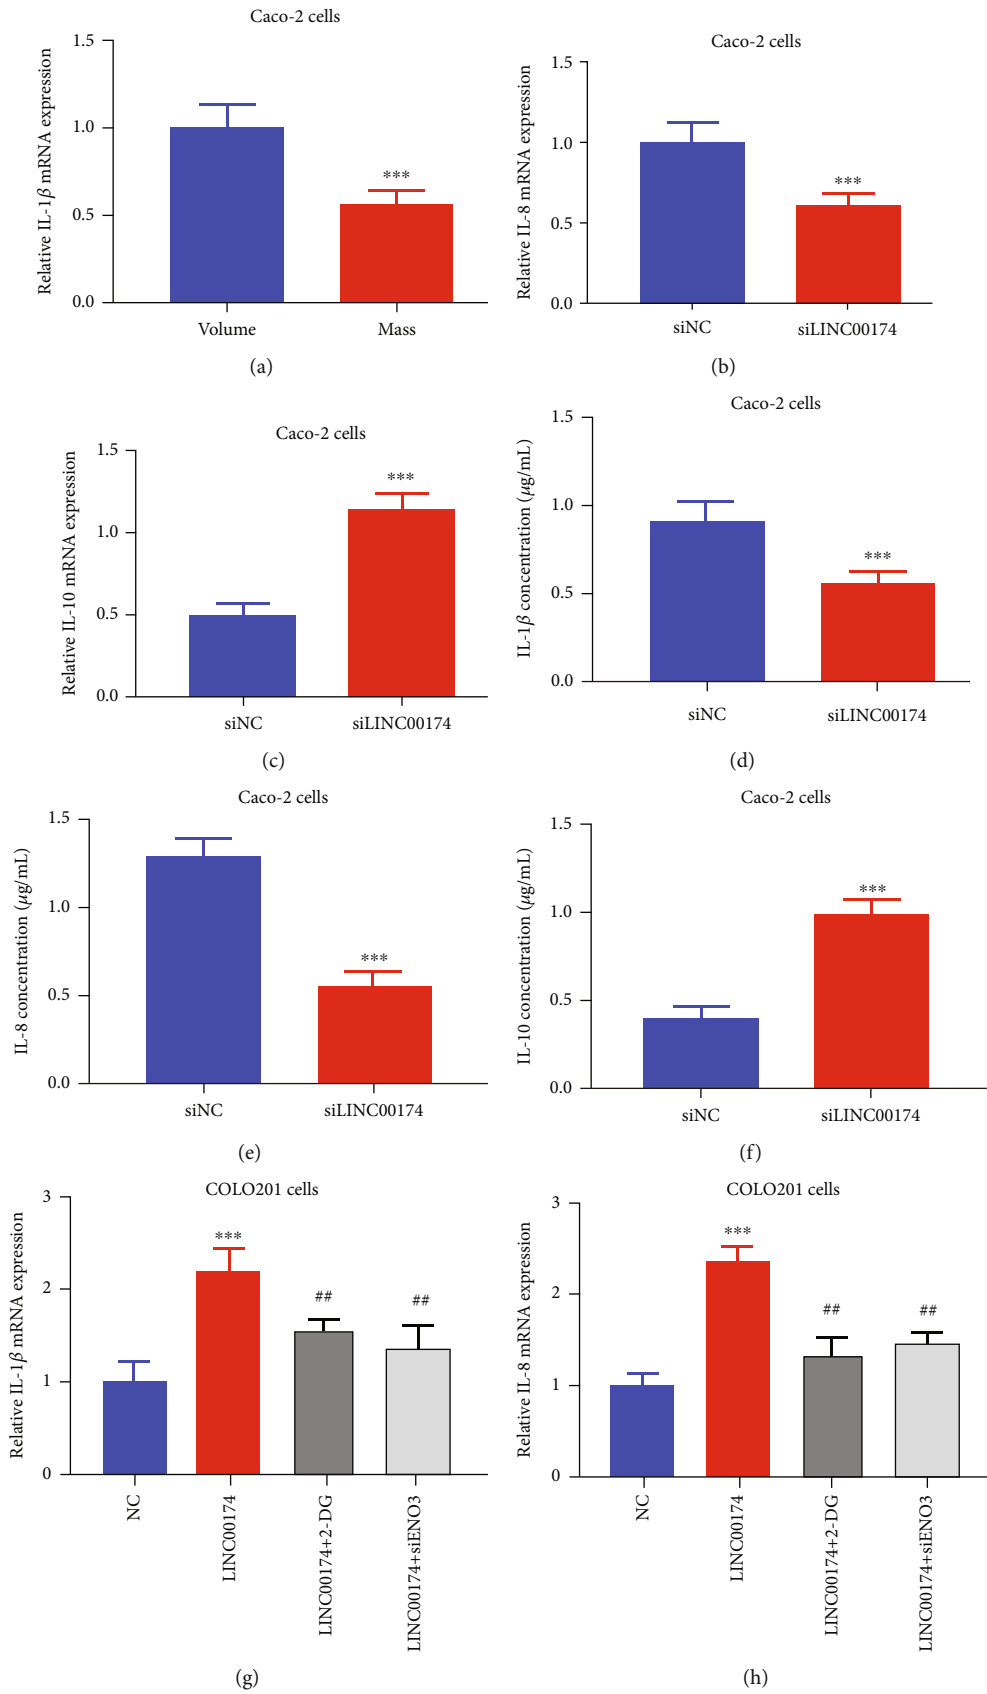 Caco-2 cells
Relative IL-1β mRNA expression
1.5
1.0
0.5
0.0
***
Volume
Mass
(a)
Caco-2 cells
Relative IL-8 mRNA expression
1.5
1.0
0.5
0.0
***
siNC
siLINC00174
(b)
Caco-2 cells
Relative IL-10 mRNA expression
1.5
1.0
0.5
0.0
***
siNC
siLINC00174
(c)
Caco-2 cells
IL-1β concentration (μg/mL)
1.5
1.0
0.5
0.0
***
siNC
siLINC00174
(d)
Caco-2 cells
IL-8 concentration (μg/mL)
1.5
1.0
0.5
0.0
***
siNC
siLINC00174
(e)
Caco-2 cells
IL-10 concentration (μg/mL)
1.5
1.0
0.5
0.0
***
siNC
siLINC00174
(f)
COLO201 cells
Relative IL-1β mRNA expression
3
2
1
0
***
##
##
NC
LINC00174
LINC00174+2-DG
LINC00174+siENO3
(g)
COLO201 cells
Relative IL-8 mRNA expression
3
2
1
0
***
##
##
NC
LINC00174
LINC00174+2-DG
LINC00174+siENO3
(h)